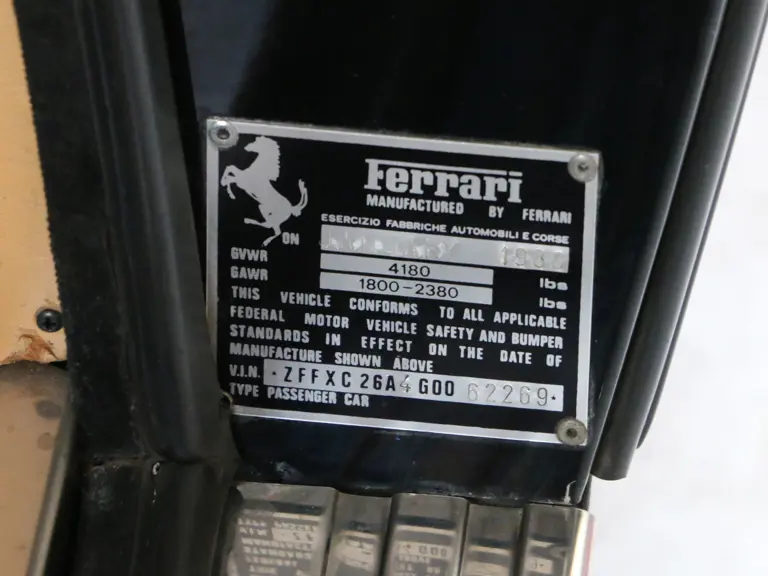 Ferrari
MANUFACTURED BY FERRARI
ESERCIZIO FABBRICHE AUTOMOBILI E CORSE
ON
GVWR 4180 lbs
GAWR 1800-2380 lbs
THIS VEHICLE CONFORMS TO ALL APPLICABLE
FEDERAL MOTOR VEHICLE SAFETY AND BUMPER
STANDARDS IN EFFECT ON THE DATE OF
MANUFACTURE SHOWN ABOVE
V.I.N. ·ZFFXC26A4G0062269·
TYPE PASSENGER CAR